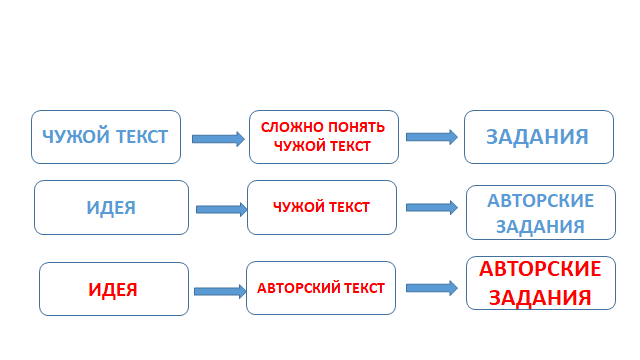 ЧУЖОЙ ТЕКСТ
СЛОЖНО ПОНЯТЬ
ЧУЖОЙ ТЕКСТ
ЗАДАНИЯ
ИДЕЯ
ЧУЖОЙ ТЕКСТ
АВТОРСКИЕ
ЗАДАНИЯ
ИДЕЯ
АВТОРСКИЙ ТЕКСТ
АВТОРСКИЕ
ЗАДАНИЯ